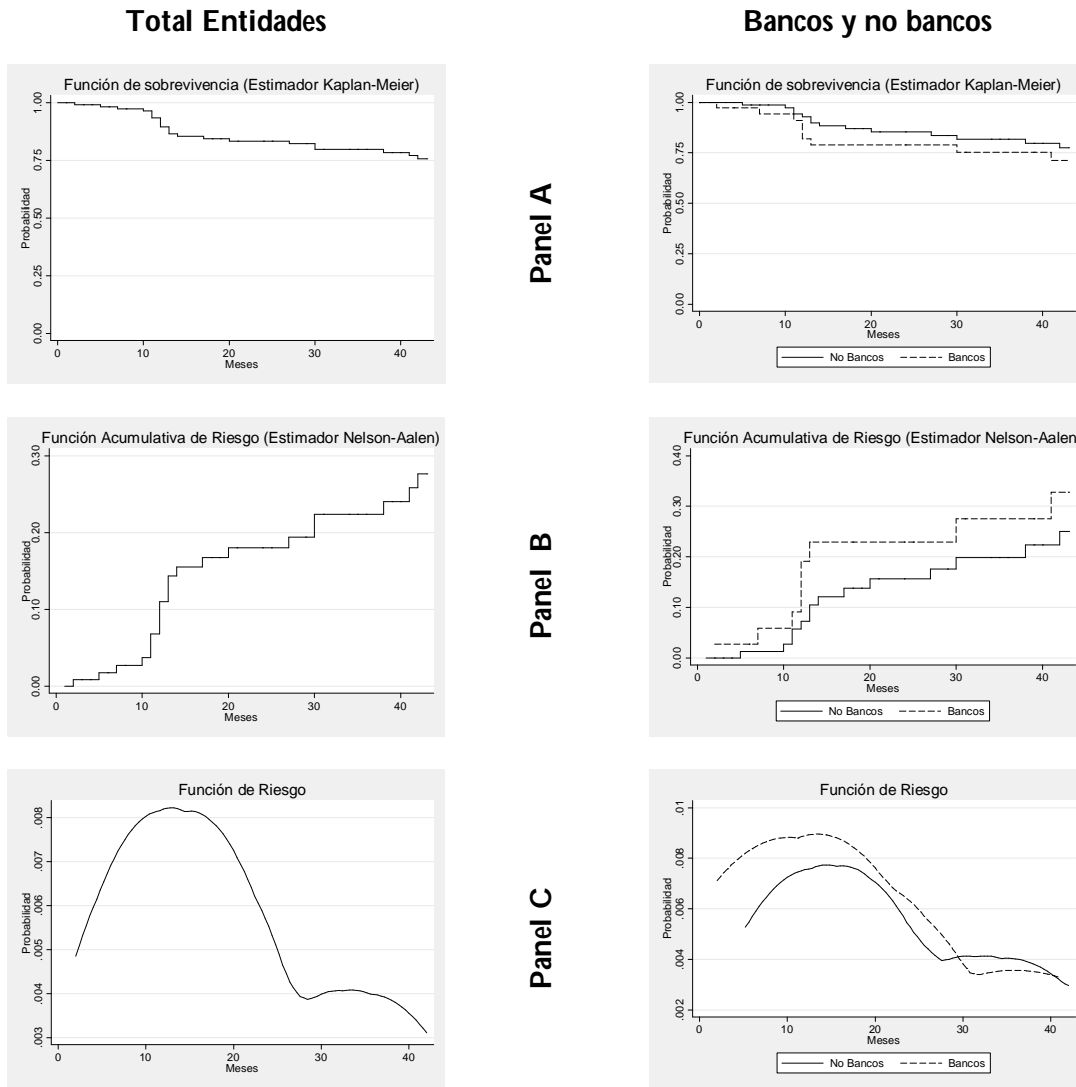 Total Entidades
Bancos y no bancos
Función de sobrevivencia (Estimador Kaplan-Meier)
1.00
0.75
0.50
0.25
0.00
Probabilidad
0 10 20 30 40
Meses
Panel A
Función de sobrevivencia (Estimador Kaplan-Meier)
1.00
0.75
0.50
0.25
0.00
Probabilidad
0 10 20 30 40
Meses
No Bancos Bancos
Función Acumulativa de Riesgo (Estimador Nelson-Aalen)
0.30
0.20
0.10
0.00
Probabilidad
0 10 20 30 40
Meses
Panel B
Función Acumulativa de Riesgo (Estimador Nelson-Aalen
0.40
0.30
0.20
0.10
0.00
Probabilidad
0 10 20 30 40
Meses
No Bancos Bancos
Función de Riesgo
.008
.007
.006
.005
.004
.003
Probabilidad
0 10 20 30 40
Meses
Panel C
Función de Riesgo
.01
.008
.006
.004
.002
Probabilidad
0 10 20 30 40
Meses
No Bancos Bancos